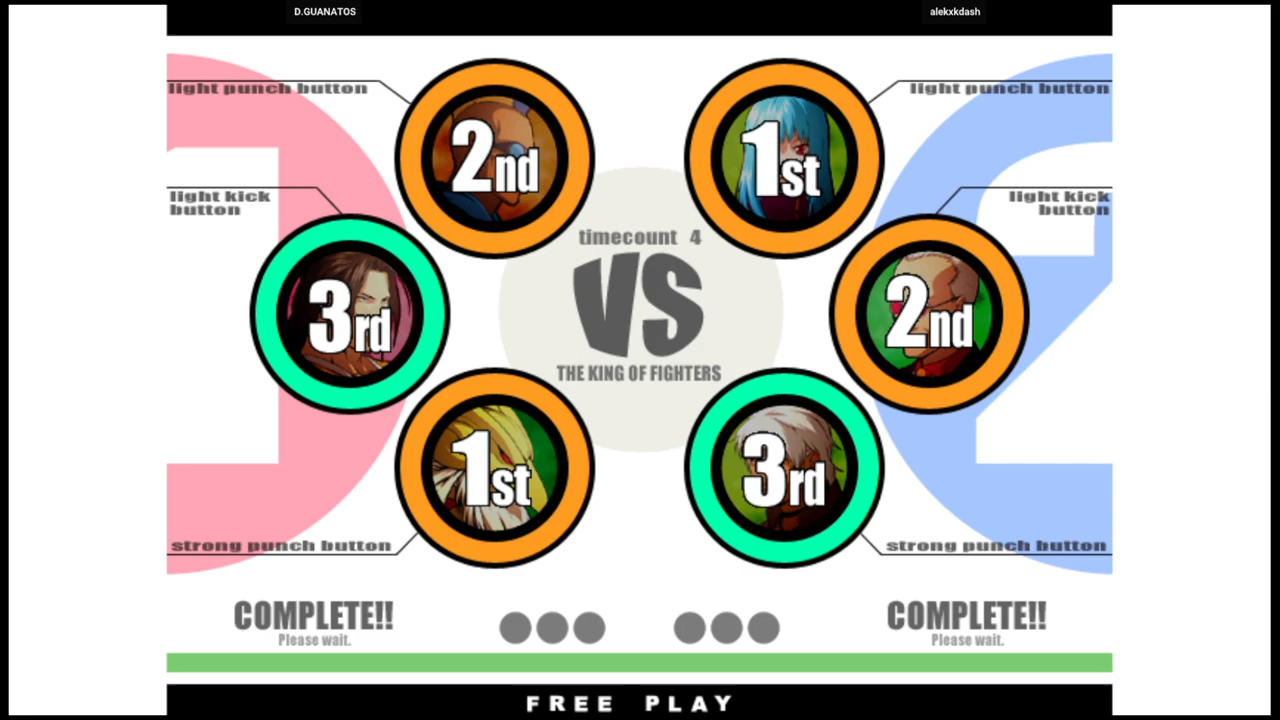 D.GUANATOS
alekxkdash
light punch button
light punch button
2nd
1st
light kick
button
light kick
button
timecount 4
VS
THE KING OF FIGHTERS
3rd
2nd
1st
3rd
strong punch button
strong punch button
COMPLETE!!
Please wait.
COMPLETE!!
Please wait.
FREE PLAY